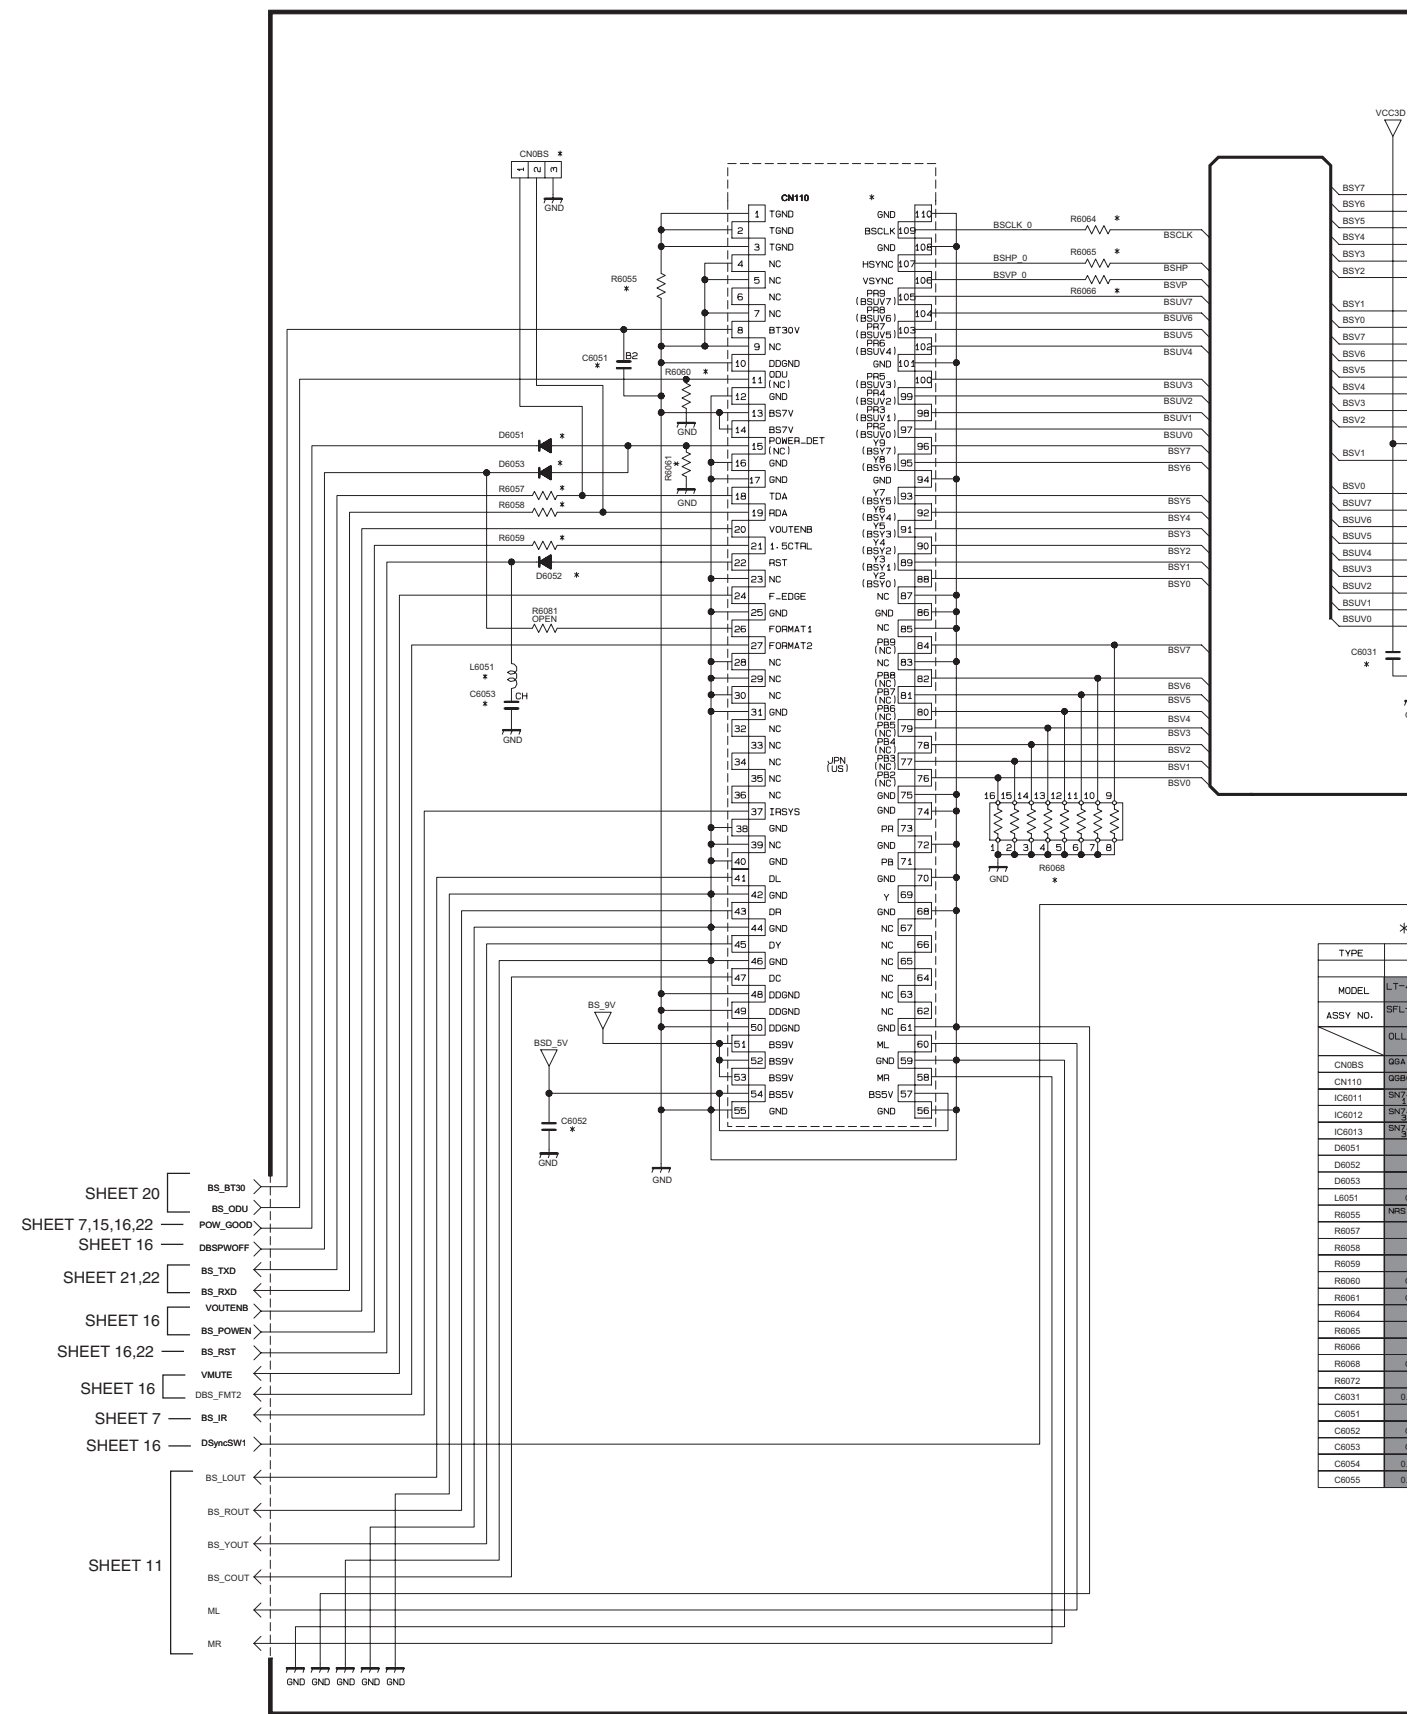 VCC3D
CN0BS *
1 2 3
GND
CN110 *
1 TGND
2 TGND
3 TGND
4 NC
5 NC
6 NC
7 NC
8 BT30V
9 NC
10 DDGND
11 ODU (NC)
12 GND
13 BS7V
14 BS7V
15 POWER_DET (NC)
16 GND
17 GND
18 TDA
19 RDA
20 VOUTENB
21 1.5CTRL
22 RST
23 NC
24 F_EDGE
25 GND
26 FORMAT1
27 FORMAT2
28 NC
29 NC
30 NC
31 GND
32 NC
33 NC
34 NC
35 NC
36 NC
37 IRSYS
38 GND
39 NC
40 GND
41 DL
42 GND
43 DR
44 GND
45 DY
46 GND
47 DC
48 DDGND
49 DDGND
50 DDGND
51 BS9V
52 BS9V
53 BS9V
54 BS5V
55 GND
GND 110
BSCLK 109
GND 108
HSYNC 107
VSYNC 106
PR9 (BSUV7) 105
PR8 (BSUV6) 104
PR7 (BSUV5) 103
PR6 (BSUV4) 102
GND 101
PR5 (BSUV3) 100
PR4 (BSUV2) 99
PR3 (BSUV1) 98
PR2 (BSUV0) 97
Y9 (BSY7) 96
Y8 (BSY6) 95
GND 94
Y7 (BSY5) 93
Y6 (BSY4) 92
Y5 (BSY3) 91
Y4 (BSY2) 90
Y3 (BSY1) 89
Y2 (BSY0) 88
NC 87
GND 86
NC 85
PB9 (NC) 84
NC 83
PB8 (NC) 82
PB7 (NC) 81
PB6 (NC) 80
PB5 (NC) 79
PB4 (NC) 78
PB3 (NC) 77
PB2 (NC) 76
GND 75
GND 74
PR 73
GND 72
PB 71
GND 70
Y 69
GND 68
NC 67
NC 66
NC 65
NC 64
NC 63
NC 62
GND 61
ML 60
GND 59
MR 58
BS5V 57
GND 56
JPN
(US)
R6055
*
C6051 B2
*
R6060 *
GND
D6051 *
D6053 *
R6061 *
GND
R6057 *
R6058 *
R6059 *
D6052 *
R6081
OPEN
L6051
*
C6053 CH
*
GND
BS_9V
BSD_5V
C6052
*
GND
GND
BSCLK_0 R6064 *
BSCLK
BSHP_0 R6065 *
BSHP
BSVP_0
BSVP
R6066 *
BSUV7
BSUV6
BSUV5
BSUV4
BSUV3
BSUV2
BSUV1
BSUV0
BSY7
BSY6
BSY5
BSY4
BSY3
BSY2
BSY1
BSY0
BSV7
BSV6
BSV5
BSV4
BSV3
BSV2
BSV1
BSV0
16 15 14 13 12 11 10 9
1 2 3 4 5 6 7 8
GND R6068
*
BSY7
BSY6
BSY5
BSY4
BSY3
BSY2
BSY1
BSY0
BSV7
BSV6
BSV5
BSV4
BSV3
BSV2
BSV1
BSV0
BSUV7
BSUV6
BSUV5
BSUV4
BSUV3
BSUV2
BSUV1
BSUV0
C6031
*
*
TYPE
MODEL LT-
ASSY NO. SFL-
OLL
CN0BS QGA
CN110 QGB
IC6011 SN7
IC6012 SN7
IC6013 SN7
D6051
D6052
D6053
L6051
R6055 NRS
R6057
R6058
R6059
R6060
R6061
R6064
R6065
R6066
R6068
R6072
C6031
C6051
C6052
C6053
C6054
C6055
SHEET 20
BS_BT30
BS_ODU
SHEET 7,15,16,22 POW_GOOD
SHEET 16 DBSPWOFF
SHEET 21,22
BS_TXD
BS_RXD
SHEET 16
VOUTENB
BS_POWEN
SHEET 16,22 BS_RST
SHEET 16
VMUTE
DBS_FMT2
SHEET 7 BS_IR
SHEET 16 DSyncSW1
SHEET 11
BS_LOUT
BS_ROUT
BS_YOUT
BS_COUT
ML
MR
GND GND GND GND GND